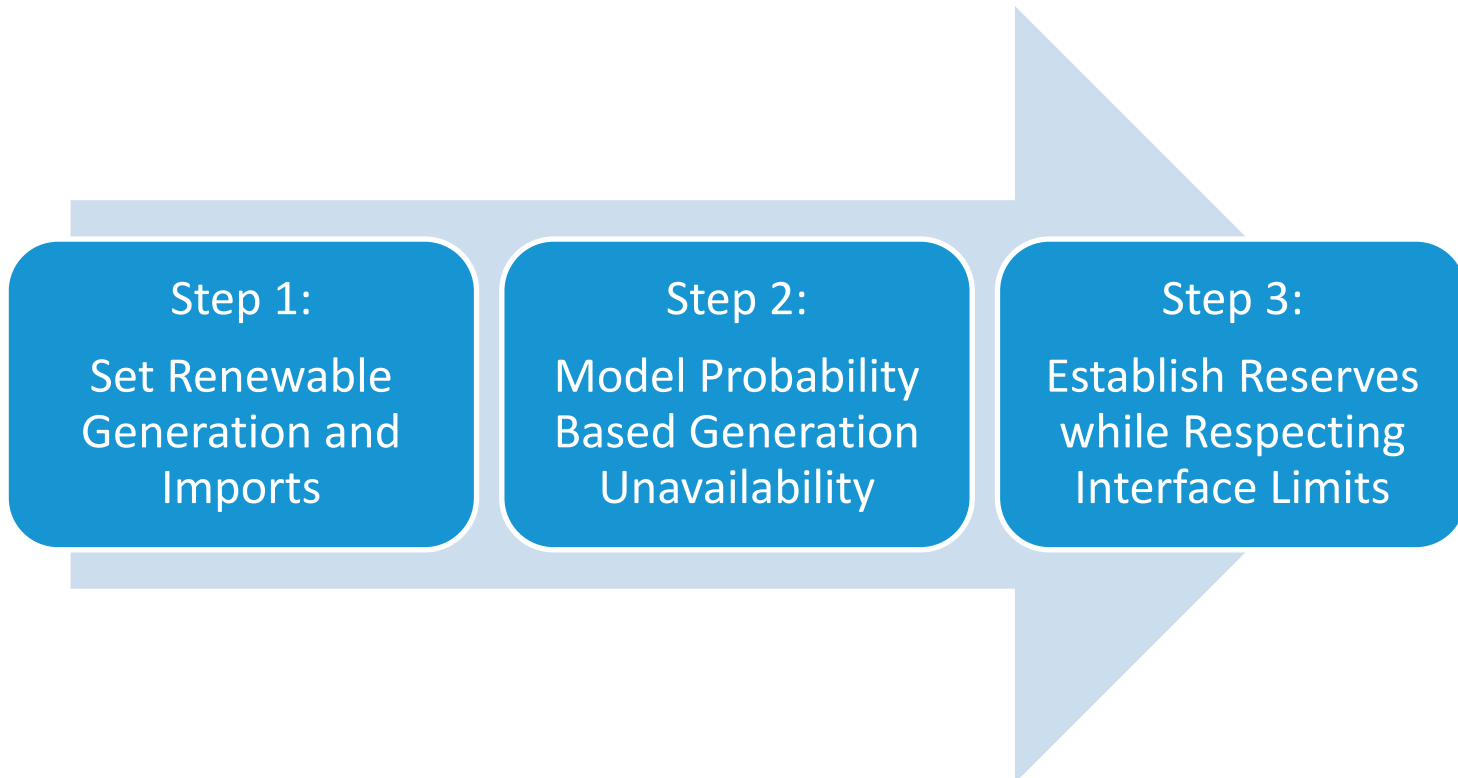 Step 1:
Set Renewable
Generation and
Imports
Step 2:
Model Probability
Based Generation
Unavailability
Step 3:
Establish Reserves
while Respecting
Interface Limits